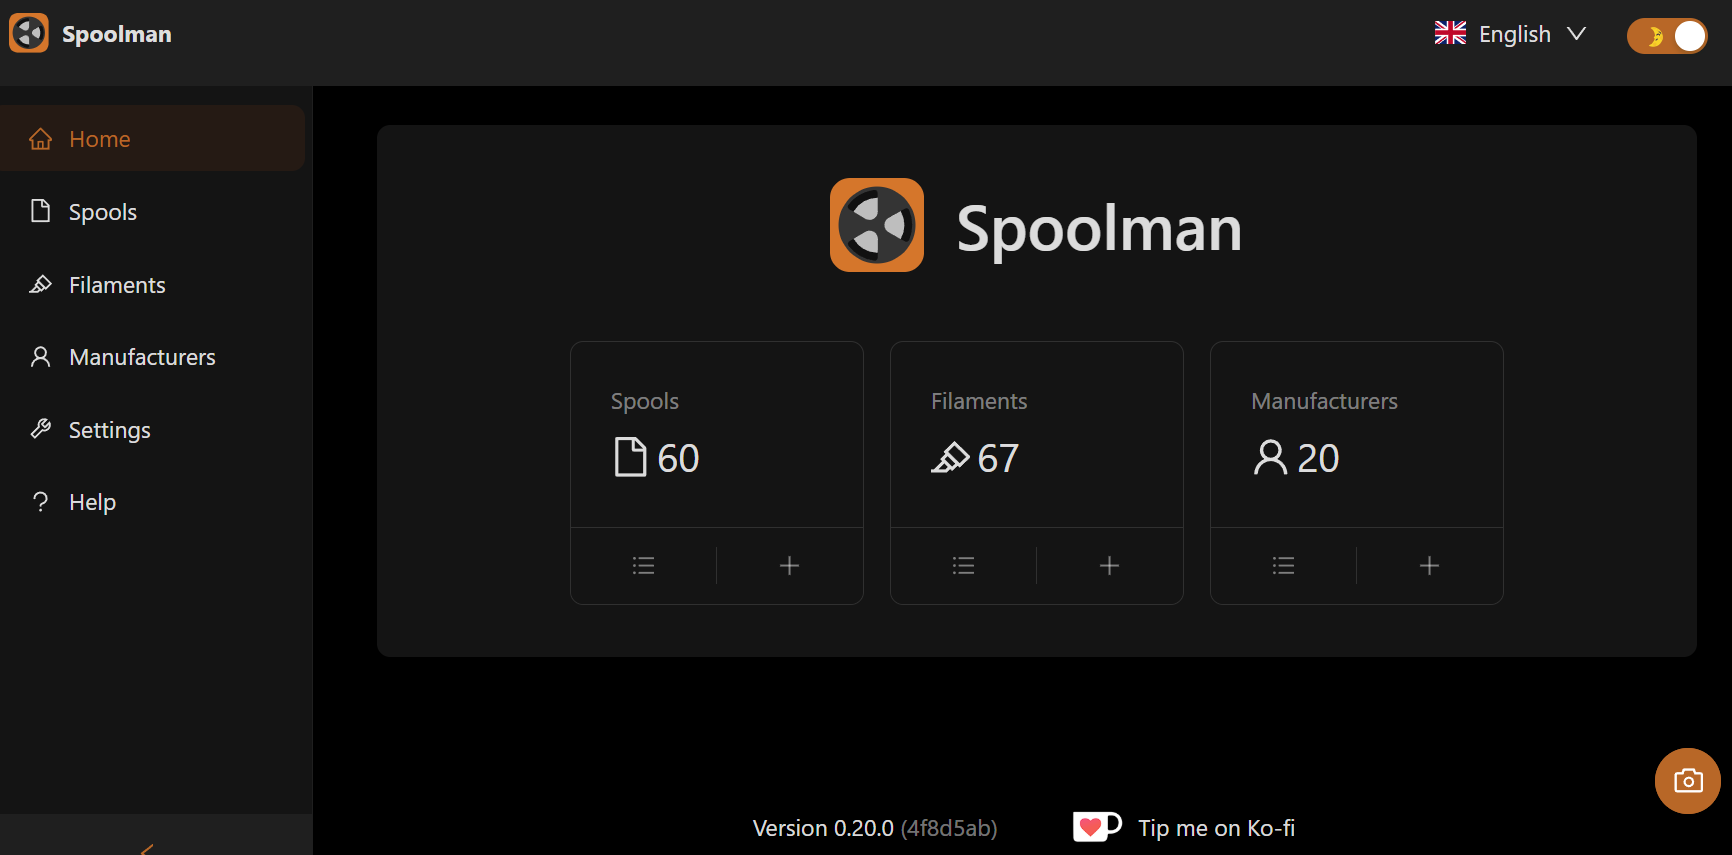 Spoolman
English
Home
Spools
Filaments
Manufacturers
Settings
Help
Spoolman
Spools
60
Filaments
67
Manufacturers
20
Version 0.20.0 (4f8d5ab)
Tip me on Ko-fi